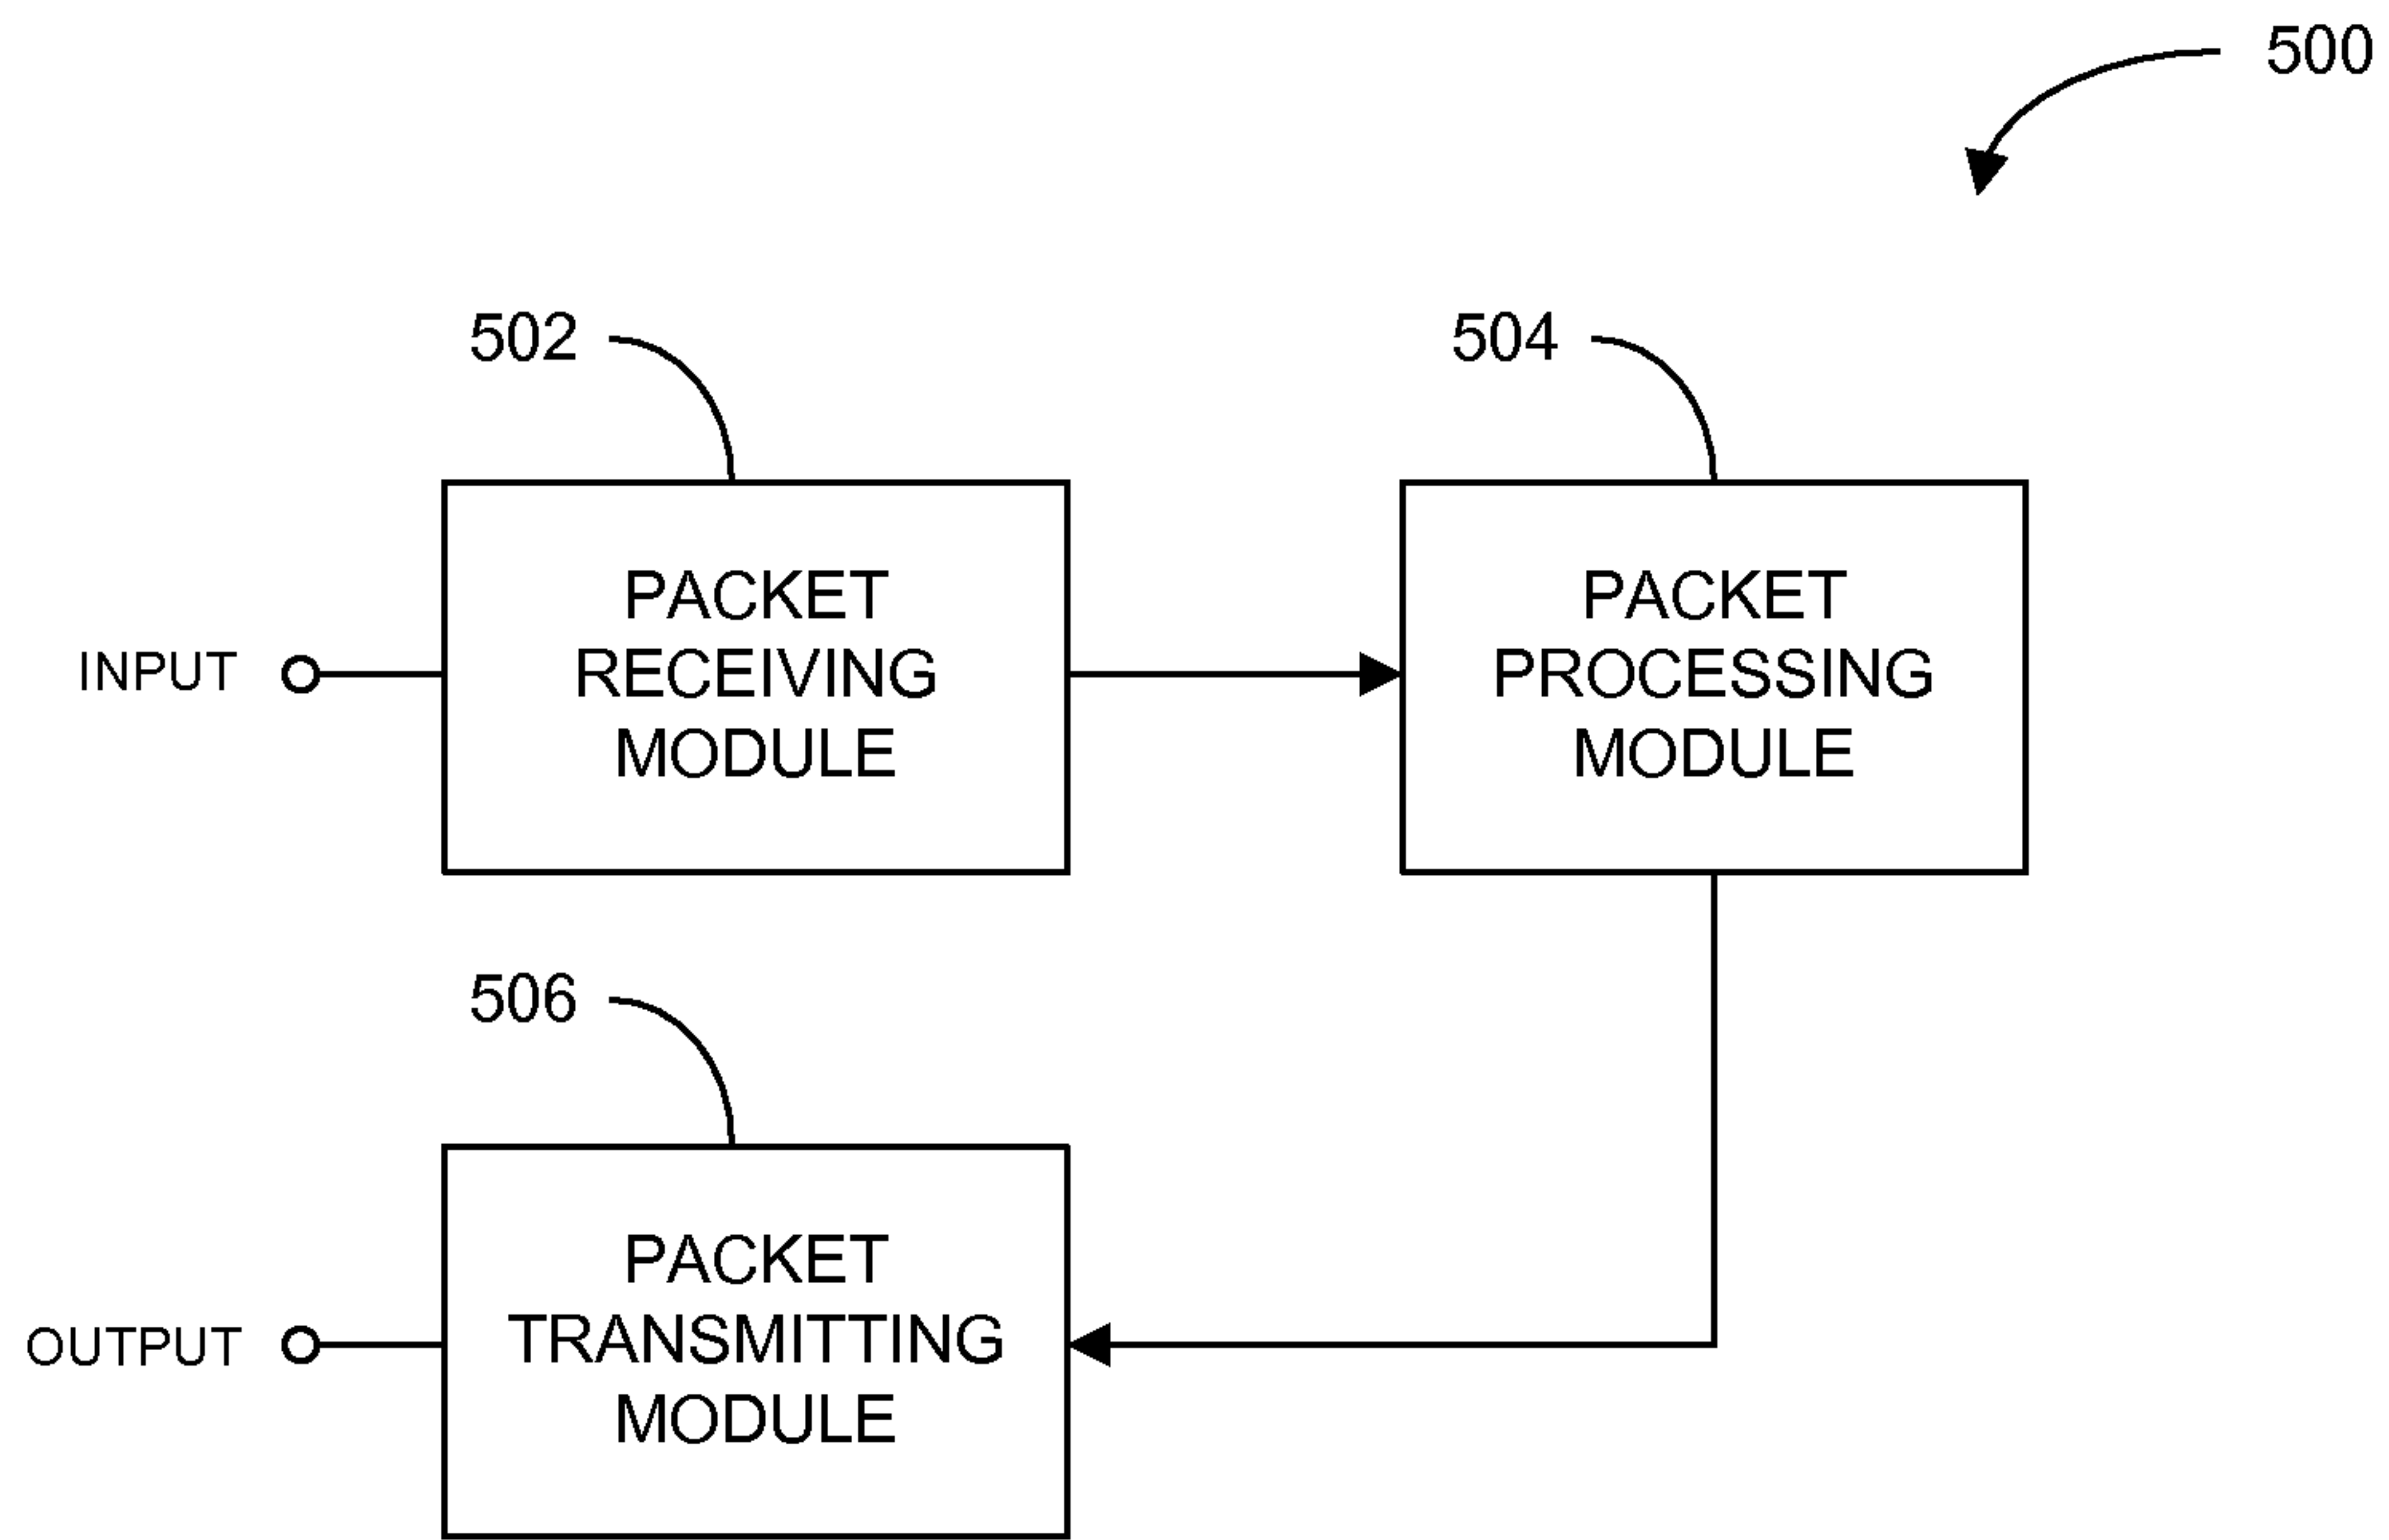 500
502
504
PACKET
RECEIVING
MODULE
PACKET
PROCESSING
MODULE
INPUT
506
PACKET
TRANSMITTING
MODULE
OUTPUT